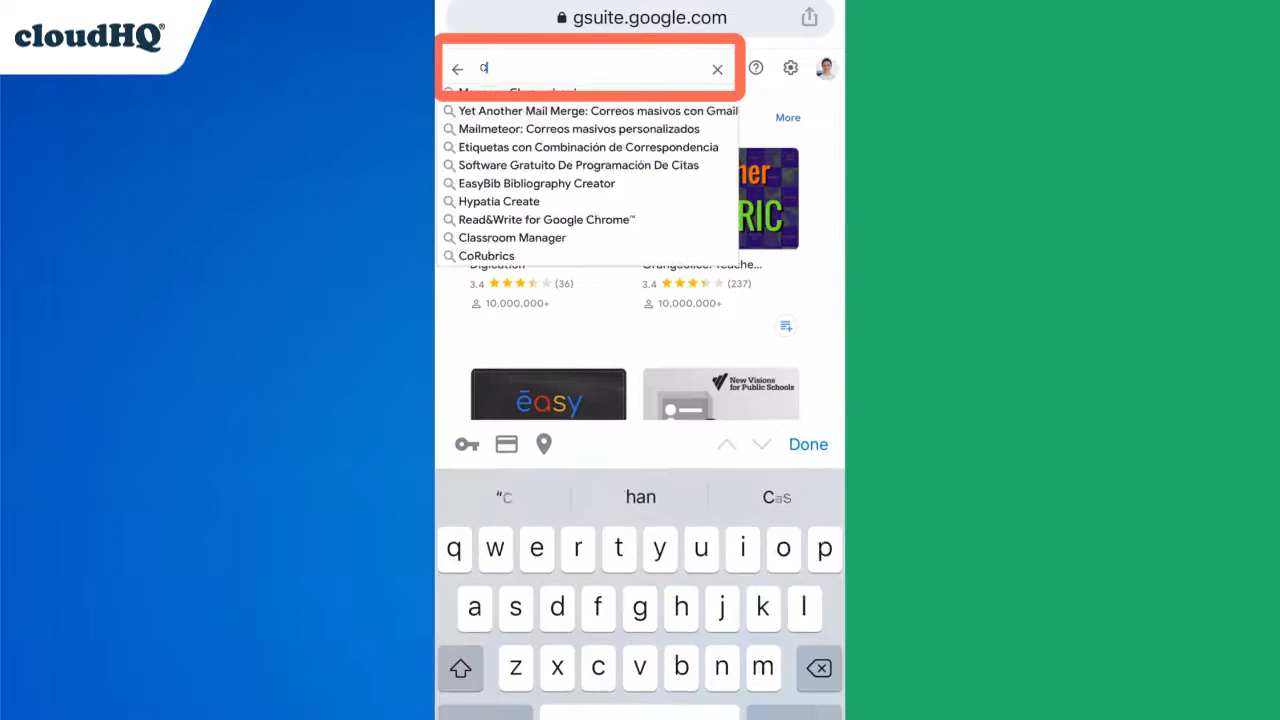 cloudHQ
gsuite.google.com
Yet Another Mail Merge: Correos masivos con Gmail
More
Mailmeteor: Correos masivos personalizados
Etiquetas con Combinación de Correspondencia
Software Gratuito De Programación De Citas
EasyBib Bibliography Creator
Hypatia Create
Read&Write for Google Chrome™
Classroom Manager
CoRubrics
3.4 (36)
10,000,000+
3.4 (237)
10,000,000+
ēasy
New Visions
for Public Schools
Done
q w e r t y u i o p
a s d f g h j k l
z x c v b n m